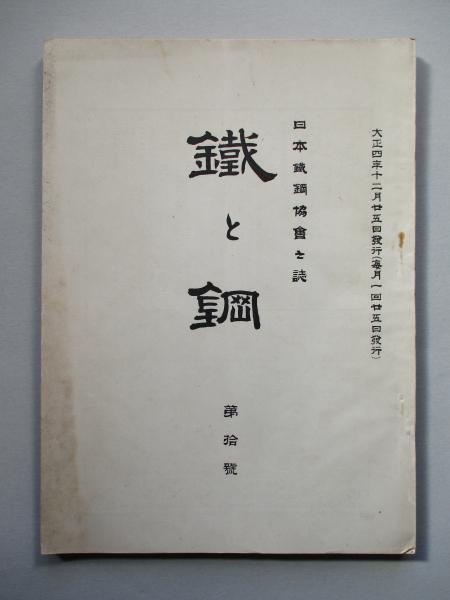 大正四年十二月廿五日發行(每月一回廿五日發行)
日本鐵鋼協會々誌
鐵と鋼
第拾號